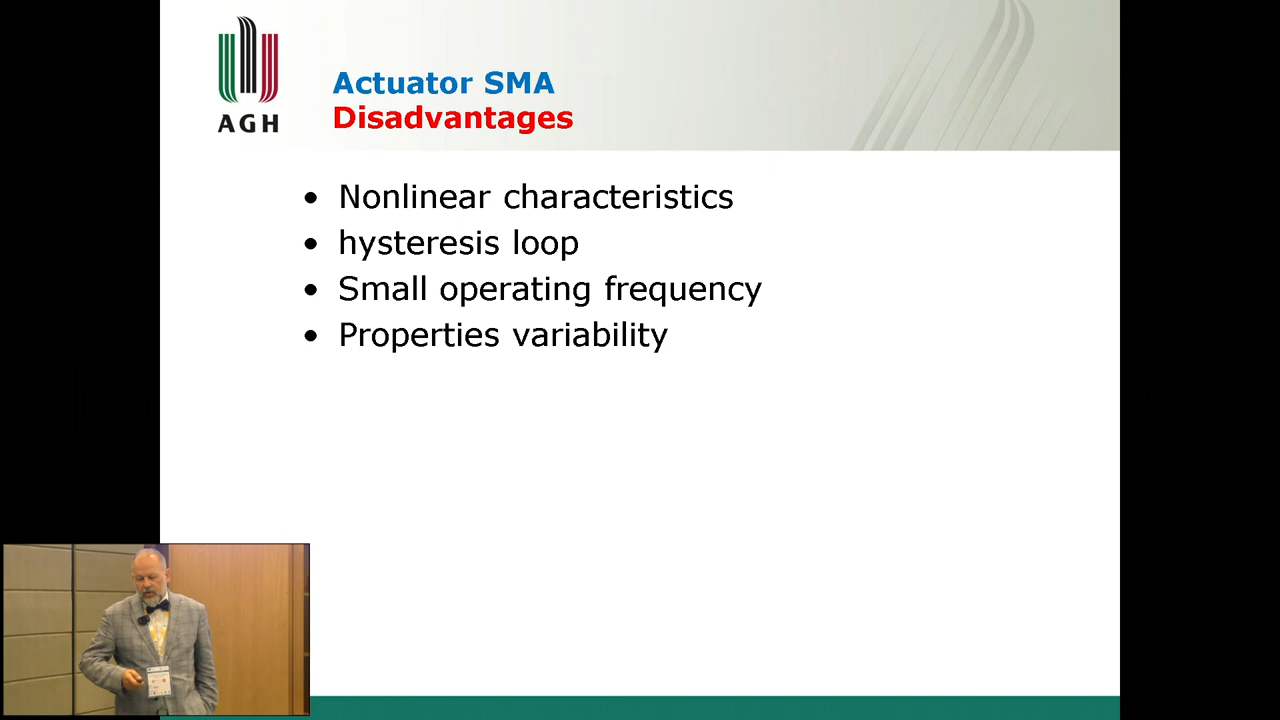 AGH
Actuator SMA
Disadvantages
• Nonlinear characteristics
• hysteresis loop
• Small operating frequency
• Properties variability